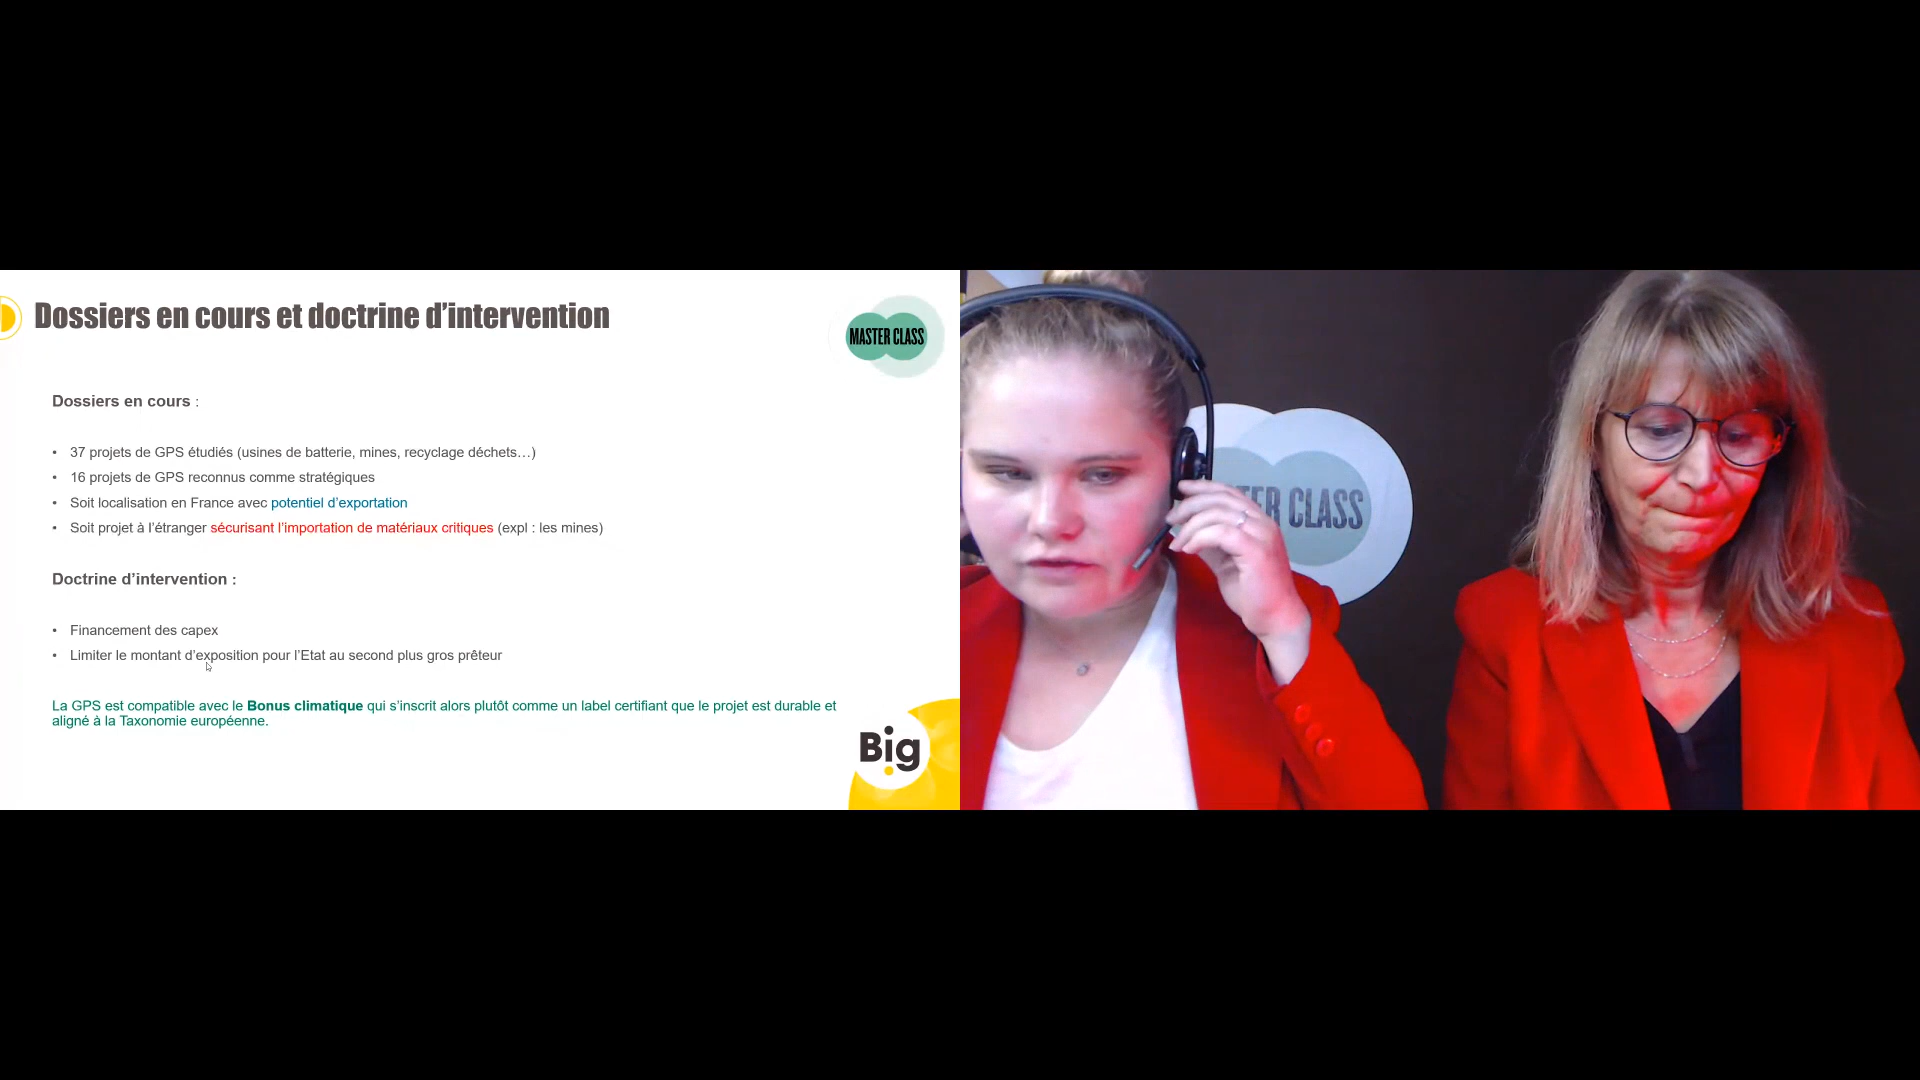 Dossiers en cours et doctrine d’intervention
MASTER CLASS
Dossiers en cours :
• 37 projets de GPS étudiés (usines de batterie, mines, recyclage déchets…)
• 16 projets de GPS reconnus comme stratégiques
• Soit localisation en France avec potentiel d’exportation
• Soit projet à l’étranger sécurisant l’importation de matériaux critiques (expl : les mines)
Doctrine d’intervention :
• Financement des capex
• Limiter le montant d’exposition pour l’Etat au second plus gros prêteur
La GPS est compatible avec le Bonus climatique qui s’inscrit alors plutôt comme un label certifiant que le projet est durable et
aligné à la Taxonomie européenne.
Big
CLASS